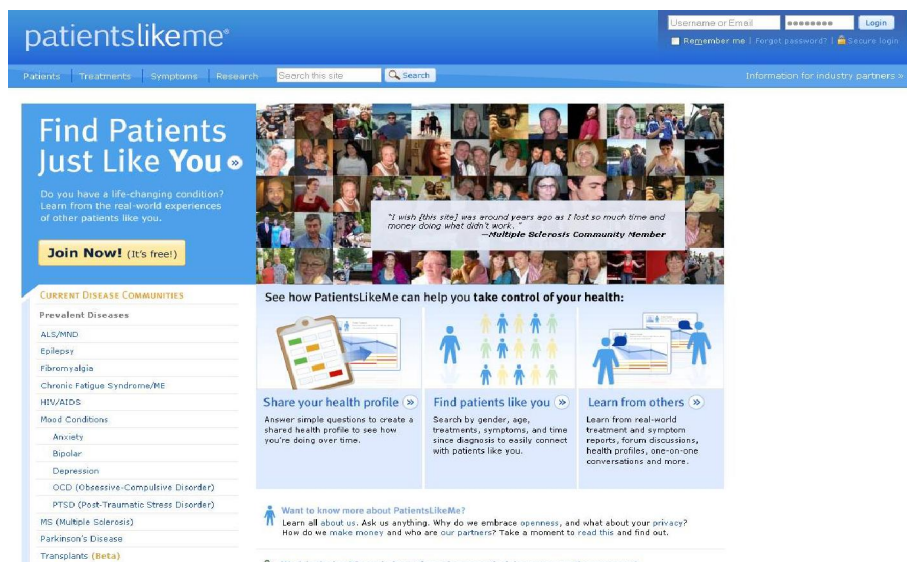 patientslikeme®
Username or Email
Login
Remember me | Forgot password? | Secure login
Patients | Treatments | Symptoms | Research
Search this site
Search
Information for industry partners »
Find Patients
Just Like You »
Do you have a life-changing condition?
Learn from the real-world experiences
of other patients like you.
Join Now! (It's free!)
"I wish [this site] was around years ago as I lost so much time and
money doing what didn't work. "
—Multiple Sclerosis Community Member
CURRENT DISEASE COMMUNITIES
Prevalent Diseases
ALS/MND
Epilepsy
Fibromyalgia
Chronic Fatigue Syndrome/ME
HIV/AIDS
Mood Conditions
Anxiety
Bipolar
Depression
OCD (Obsessive-Compulsive Disorder)
PTSD (Post-Traumatic Stress Disorder)
MS (Multiple Sclerosis)
Parkinson's Disease
Transplants (Beta)
See how PatientsLikeMe can help you take control of your health:
Share your health profile »
Answer simple questions to create a
shared health profile to see how
you're doing over time.
Find patients like you »
Search by gender, age,
treatments, symptoms, and time
since diagnosis to easily connect
with patients like you.
Learn from others »
Learn from real-world
treatment and symptom
reports, forum discussions,
health profiles, one-on-one
conversations and more.
Want to know more about PatientsLikeMe?
Learn all about us. Ask us anything. Why do we embrace openness, and what about your privacy?
How do we make money and who are our partners? Take a moment to read this and find out.